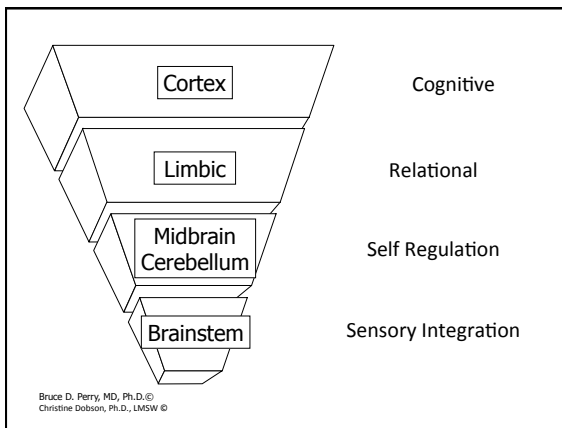 Cortex
Cognitive
Limbic
Relational
Midbrain
Cerebellum
Self Regulation
Brainstem
Sensory Integration
Bruce D. Perry, MD, Ph.D.©
Christine Dobson, Ph.D., LMSW ©